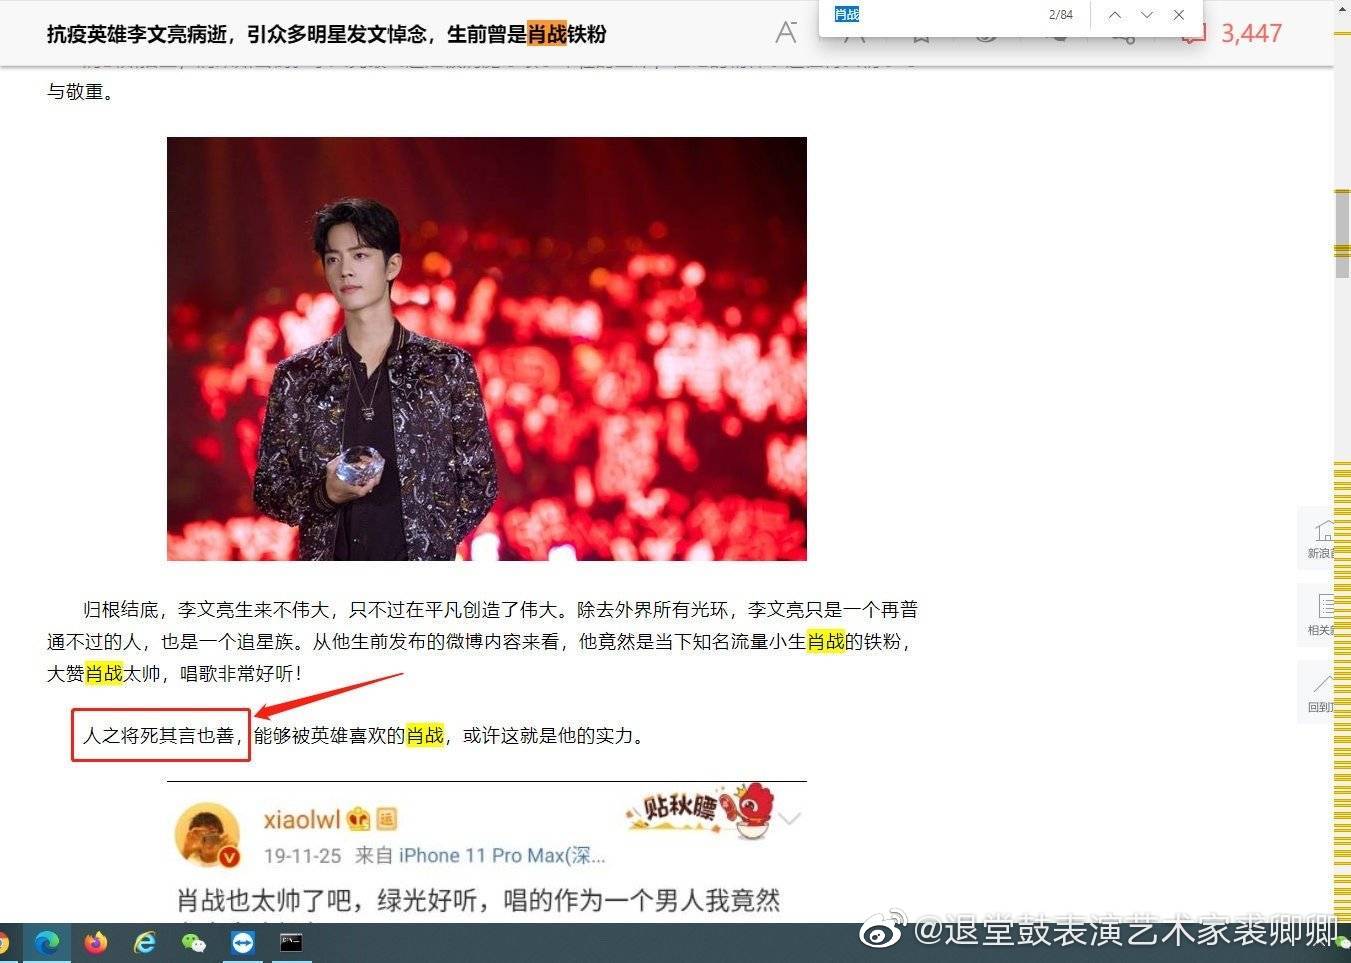 肖战
2/84
抗疫英雄李文亮病逝，引众多明星发文悼念，生前曾是肖战铁粉
A-
3,447
与敬重。
归根结底，李文亮生来不伟大，只不过在平凡创造了伟大。除去外界所有光环，李文亮只是一个再普
通不过的人，也是一个追星族。从他生前发布的微博内容来看，他竟然是当下知名流量小生肖战的铁粉，
大赞肖战太帅，唱歌非常好听！
人之将死其言也善，能够被英雄喜欢的肖战，或许这就是他的实力。
新浪
相关
回到
xiaolwl
运
贴秋膘
19-11-25 来自 iPhone 11 Pro Max(深...
肖战也太帅了吧，绿光好听，唱的作为一个男人我竟然
@退堂鼓表演艺术家裘卿卿